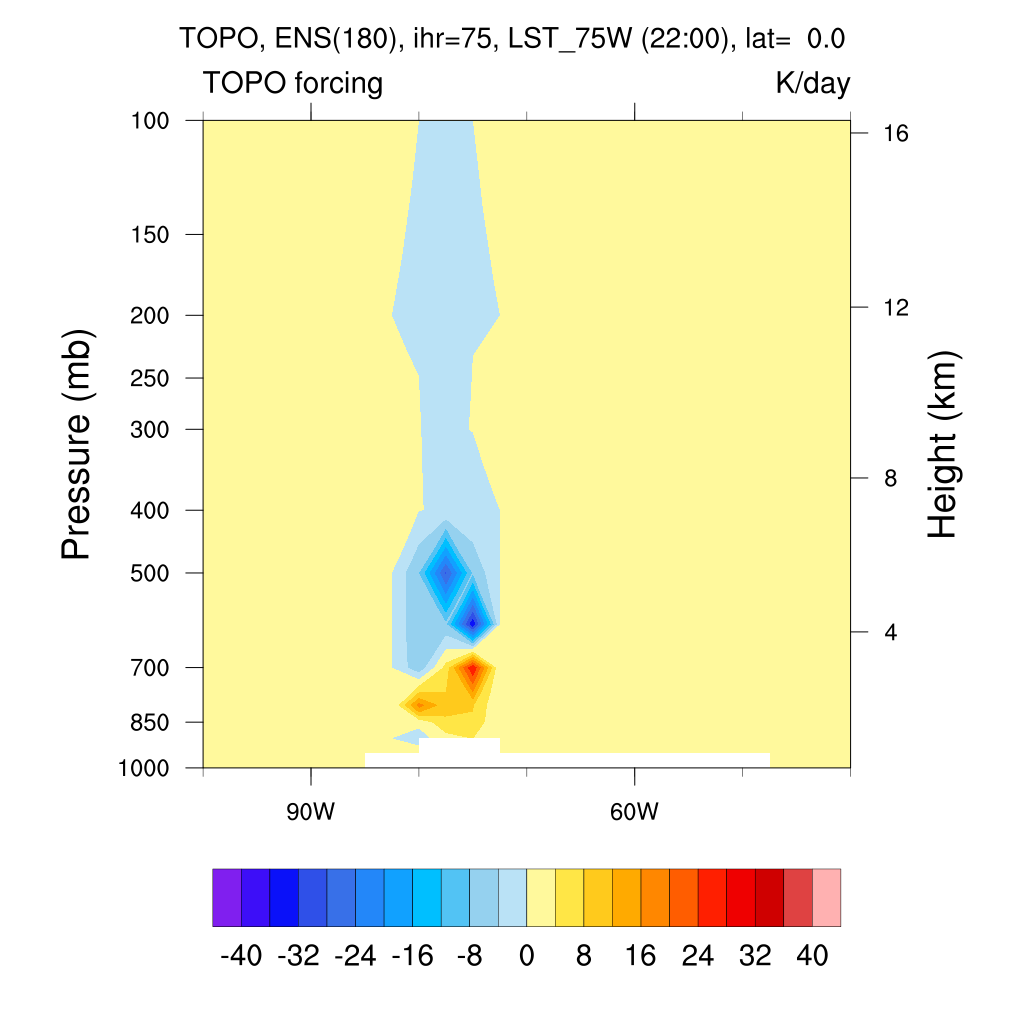 TOPO, ENS(180), ihr=75, LST_75W (22:00), lat=  0.0
TOPO forcing
K/day
Pressure (mb)
100
150
200
250
300
400
500
700
850
1000
16
12
8
4
Height (km)
90W
60W
-40 -32 -24 -16 -8 0 8 16 24 32 40